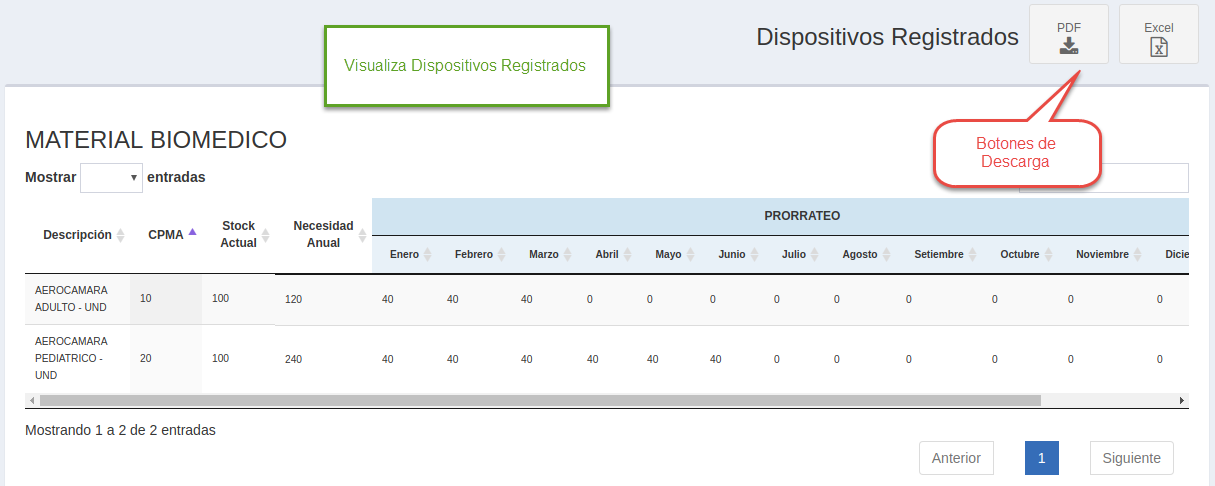 Dispositivos Registrados
PDF
Excel
Visualiza Dispositivos Registrados
Botones de
Descarga
MATERIAL BIOMEDICO
Mostrar entradas
PRORRATEO
Descripción CPMA Stock Actual Necesidad Anual Enero Febrero Marzo Abril Mayo Junio Julio Agosto Setiembre Octubre Noviembre Dicie
AEROCAMARA
ADULTO - UND 10 100 120 40 40 40 0 0 0 0 0 0 0 0 0
AEROCAMARA
PEDIATRICO - 20 100 240 40 40 40 40 40 40 0 0 0 0 0 0
UND
Mostrando 1 a 2 de 2 entradas
Anterior 1 Siguiente